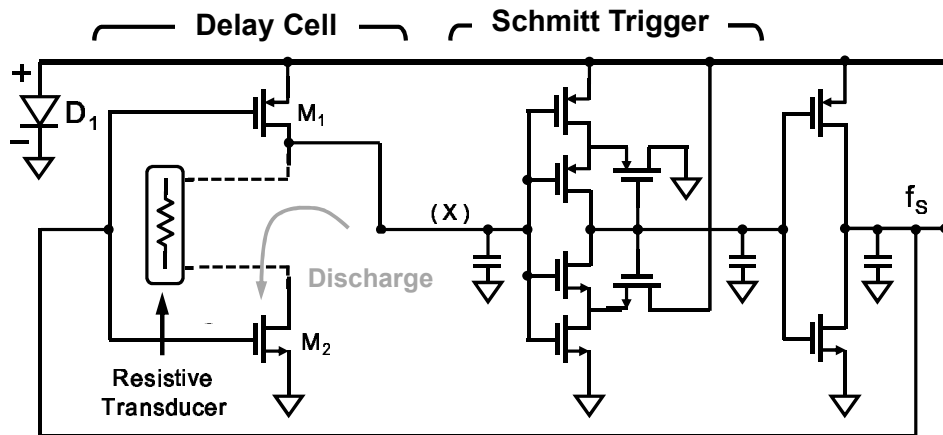 Delay Cell
Schmitt Trigger
+
D1
−
M1
(X)
fS
Discharge
M2
Resistive
Transducer